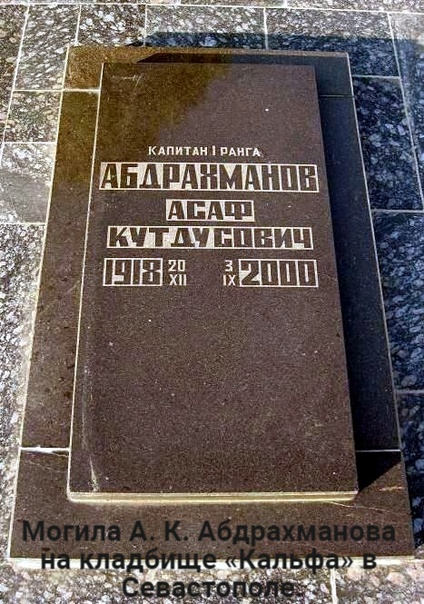 КАПИТАН I РАНГА
АБДРАХМАНОВ
АСАФ
КУТДУСОВИЧ
1918 20 XII 3 IX 2000
Могила А. К. Абдрахманова
на кладбище «Кальфа» в
Севастополе.